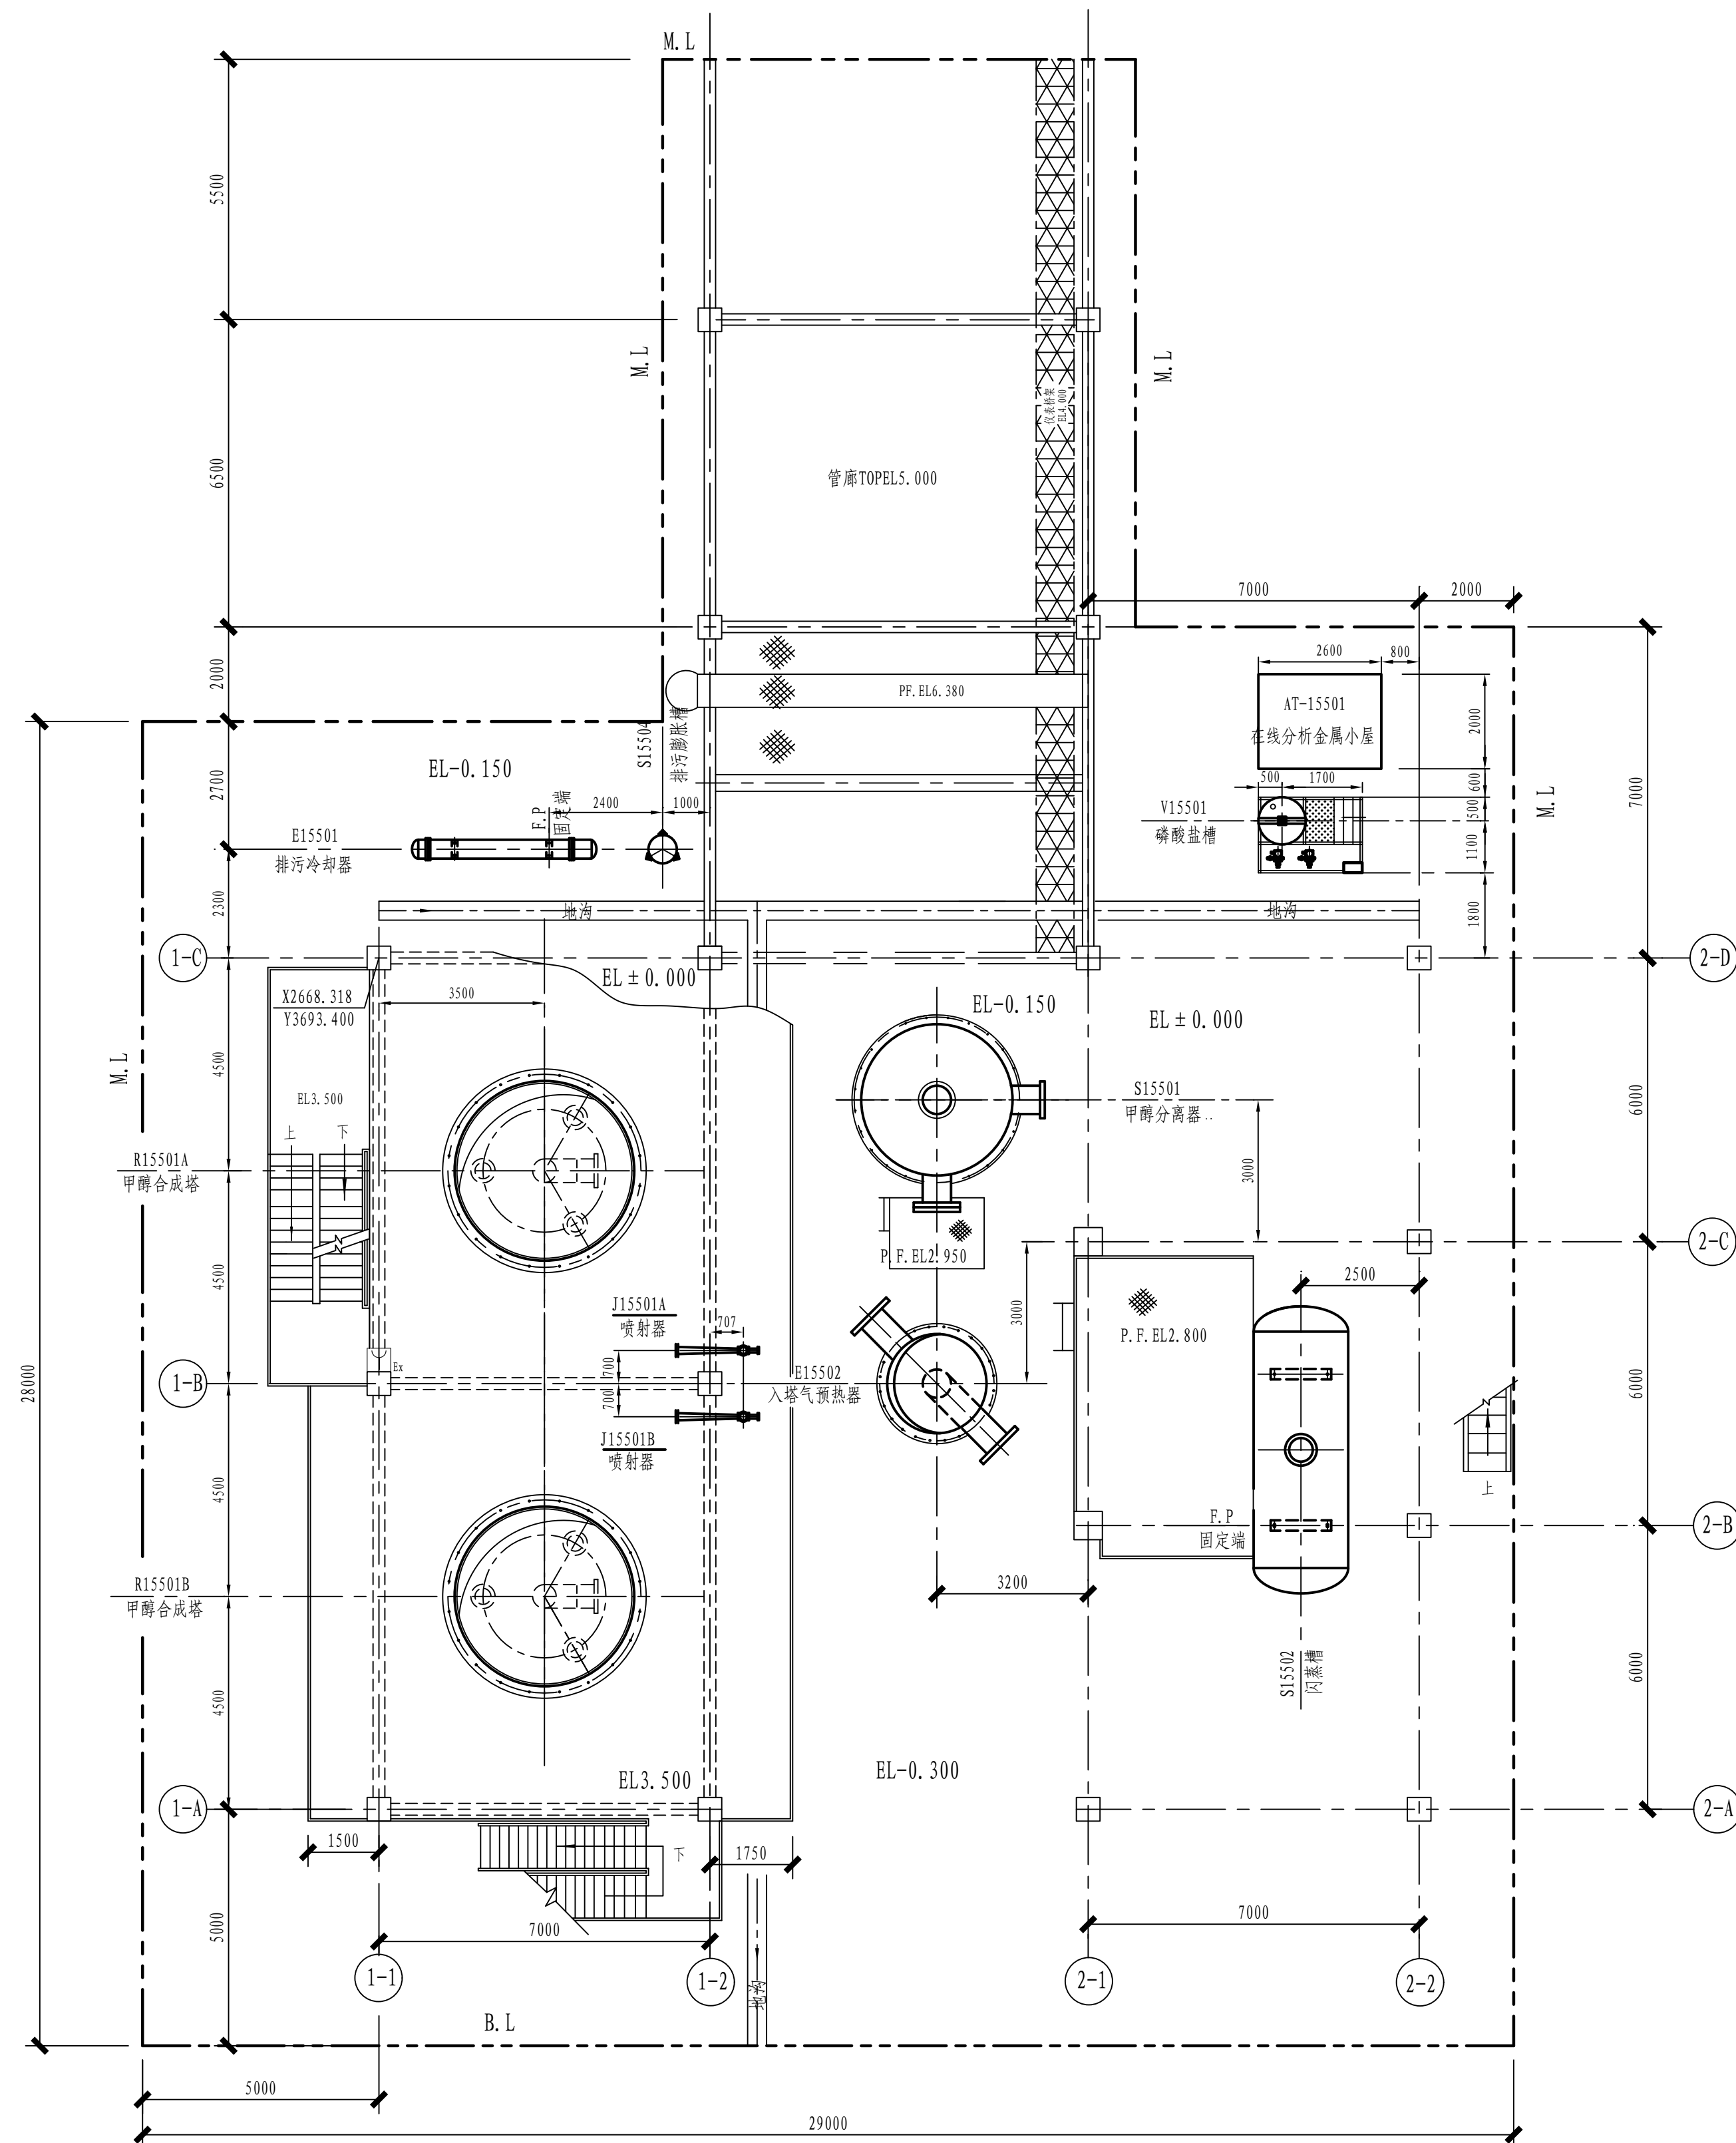 M.L
5500
6500
M.L
M.L
仪表桥架
EL4.000
管廊TOPEL5.000
7000
2000
2000
2600
800
PF.EL6.380
AT-15501
在线分析金属小屋
2000
28000
2700
EL-0.150
S15504
排污膨胀槽
500
1700
600
7000
M.L
E15501
排污冷却器
F.P
固定端
2400
1000
V15501
磷酸盐槽
500
1100
2300
地沟
地沟
1800
1-C
2-D
X2668.318
Y3693.400
3500
EL±0.000
EL-0.150
EL±0.000
M.L
4500
EL3.500
上
下
S15501
甲醇分离器..
6000
R15501A
甲醇合成塔
3000
P.F.EL2.950
2-C
4500
J15501A
喷射器
707
2500
3000
P.F.EL2.800
Ex
700
1-B
E15502
入塔气预热器
6000
700
J15501B
喷射器
上
4500
F.P
固定端
2-B
R15501B
甲醇合成塔
3200
4500
S15502
闪蒸槽
6000
EL3.500
EL-0.300
1-A
2-A
1500
下
1750
5000
7000
7000
1-1
1-2
2-1
2-2
地沟
B.L
5000
29000